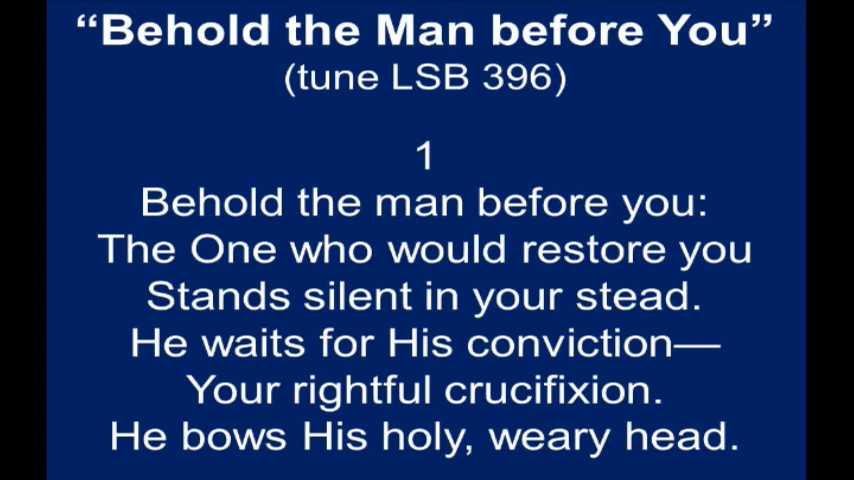 “Behold the Man before You”
(tune LSB 396)
1
Behold the man before you:
The One who would restore you
Stands silent in your stead.
He waits for His conviction—
Your rightful crucifixion.
He bows His holy, weary head.